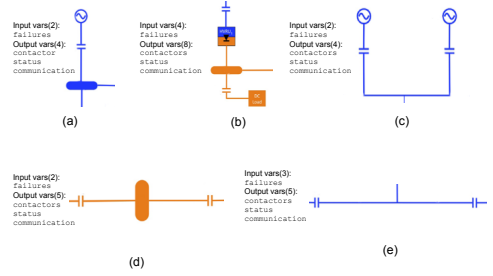 Input vars(2):
failures
Output vars(4):
contactor
status
communication
(a)
Input vars(4):
failures
Output vars(8):
contactors
status
communication
(b)
Input vars(2):
failures
Output vars(4):
contactors
status
communication
(c)
Input vars(2):
failures
Output vars(5):
contactors
status
communication
(d)
Input vars(3):
failures
Output vars(5):
contactors
status
communication
(e)